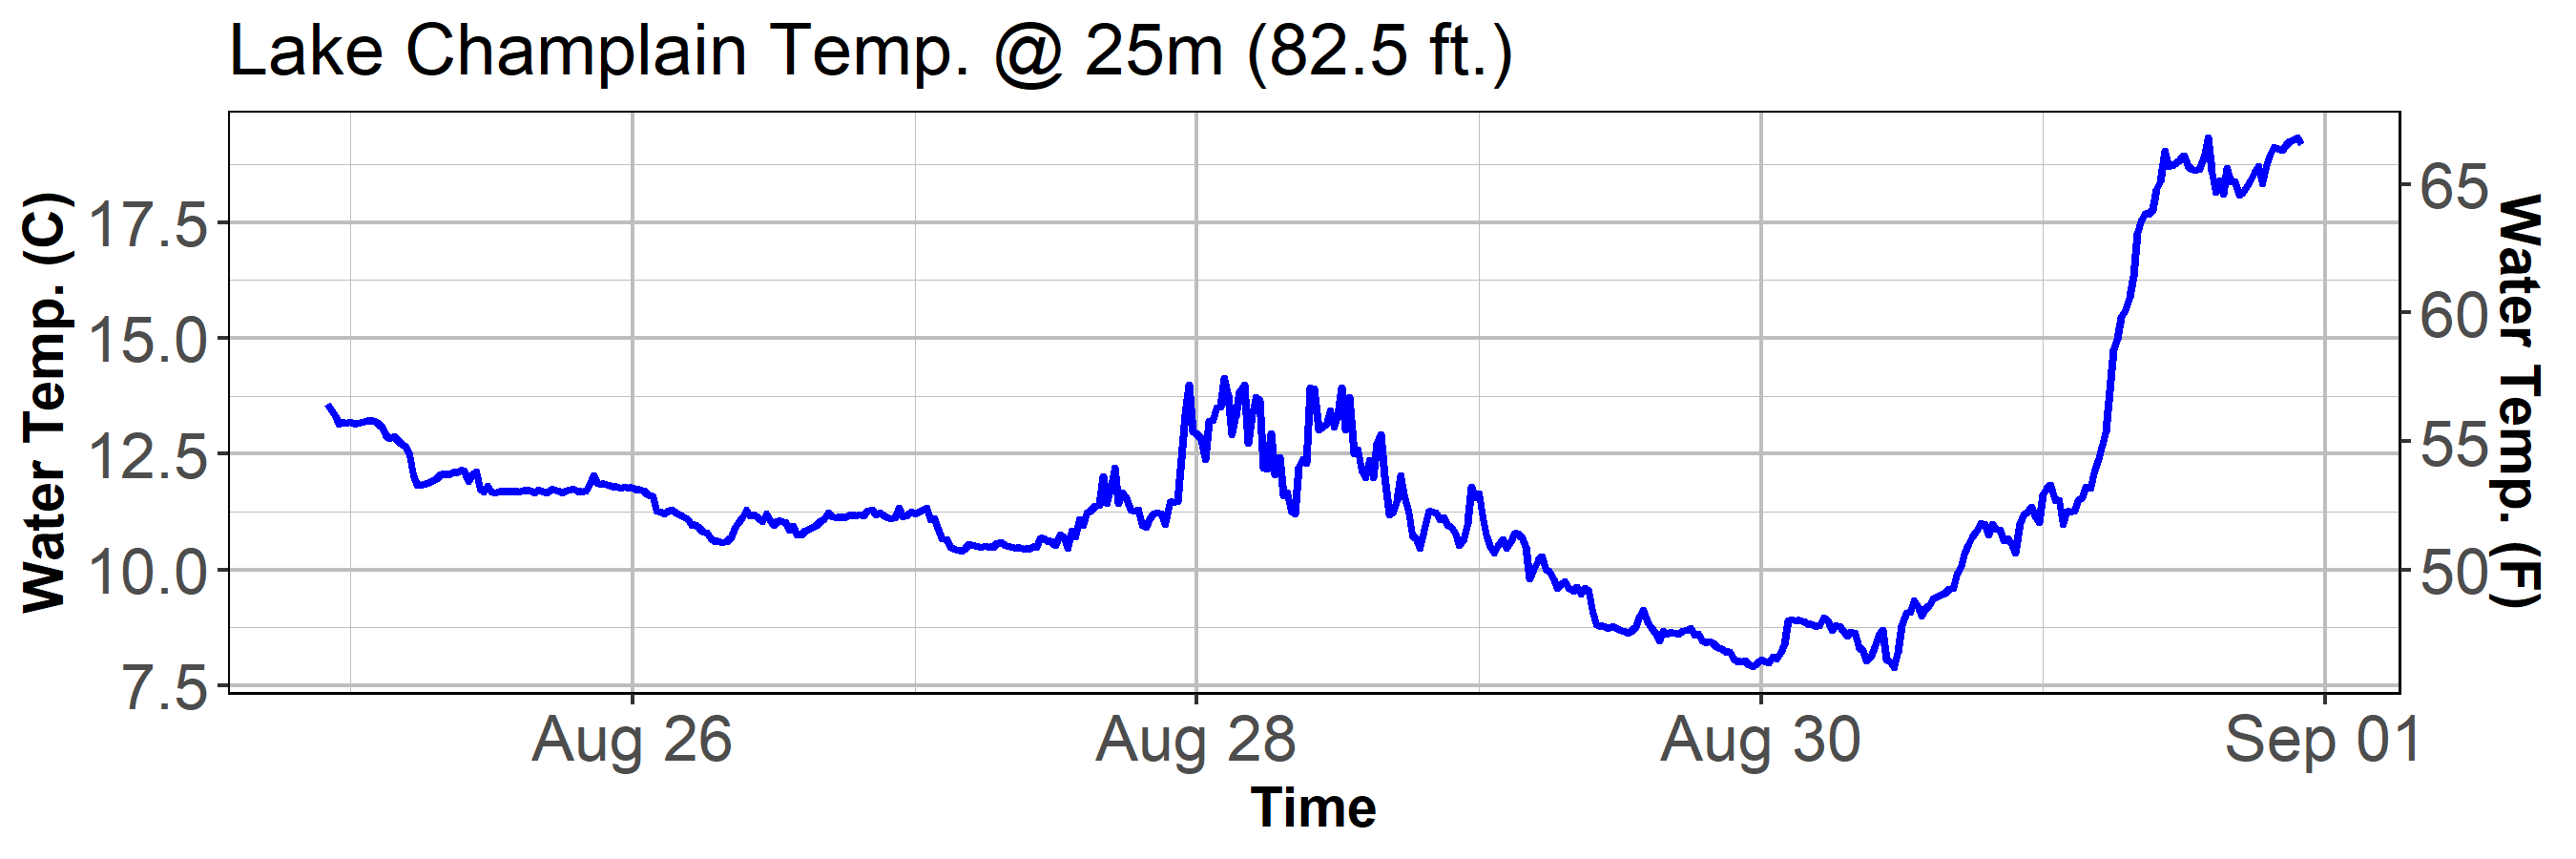 Lake Champlain Temp. @ 25m (82.5 ft.)
Water Temp. (C)
17.5
15.0
12.5
10.0
7.5
65
60
55
50
Water Temp. (F)
Aug 26
Aug 28
Aug 30
Sep 01
Time